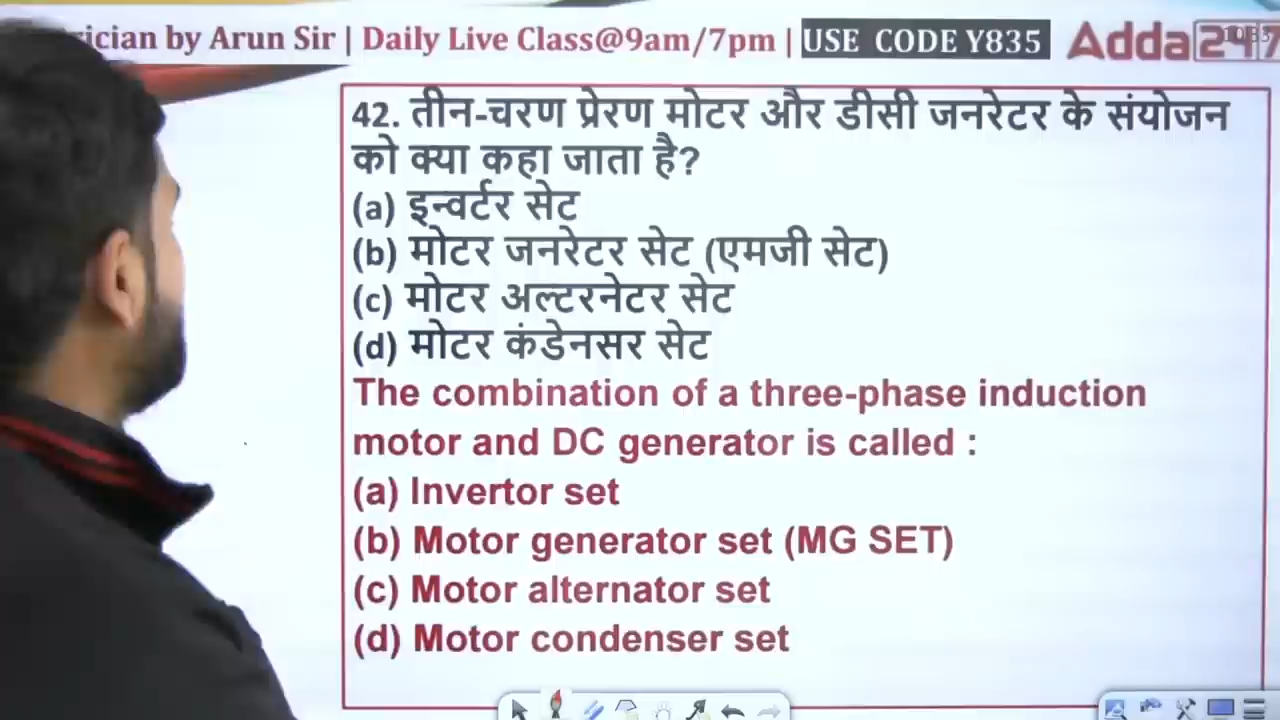 ician by Arun Sir | Daily Live Class@9am/7pm | USE CODE Y835 Adda247
42. तीन-चरण प्रेरण मोटर और डीसी जनरेटर के संयोजन
को क्या कहा जाता है?
(a) इन्वर्टर सेट
(b) मोटर जनरेटर सेट (एमजी सेट)
(c) मोटर अल्टरनेटर सेट
(d) मोटर कंडेनसर सेट
The combination of a three-phase induction
motor and DC generator is called :
(a) Invertor set
(b) Motor generator set (MG SET)
(c) Motor alternator set
(d) Motor condenser set